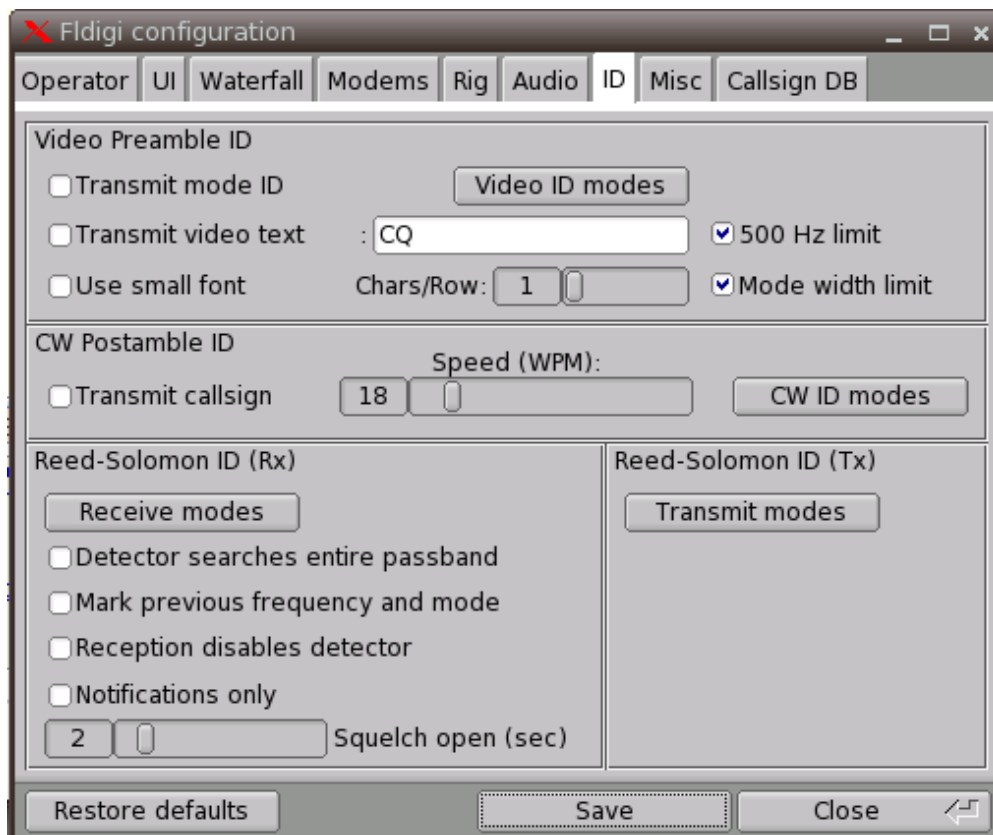 Fldigi configuration
Operator UI Waterfall Modems Rig Audio ID Misc Callsign DB
Video Preamble ID
Transmit mode ID Video ID modes
Transmit video text : CQ 500 Hz limit
Use small font Chars/Row: 1 Mode width limit
CW Postamble ID
Speed (WPM):
Transmit callsign 18 CW ID modes
Reed-Solomon ID (Rx) Reed-Solomon ID (Tx)
Receive modes Transmit modes
Detector searches entire passband
Mark previous frequency and mode
Reception disables detector
Notifications only
2 Squelch open (sec)
Restore defaults Save Close